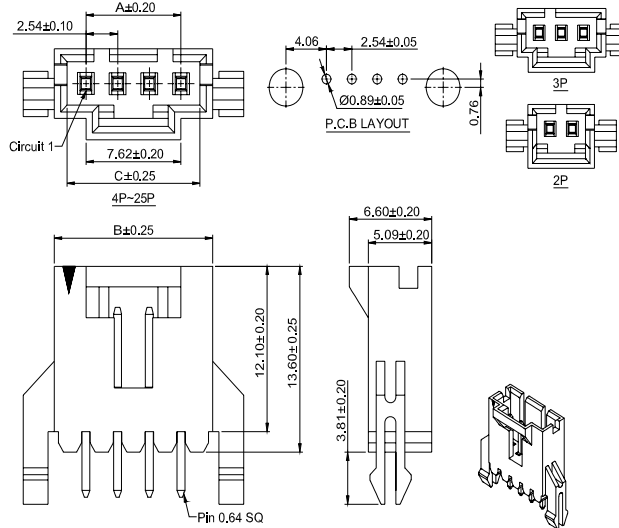 A±0.20
2.54±0.10
Circuit 1
7.62±0.20
C±0.25
4P~25P
4.06
2.54±0.05
Ø0.89±0.05
P.C.B LAYOUT
0.76
3P
2P
B±0.25
12.10±0.20
13.60±0.25
Pin 0.64 SQ
6.60±0.20
5.09±0.20
3.81±0.20